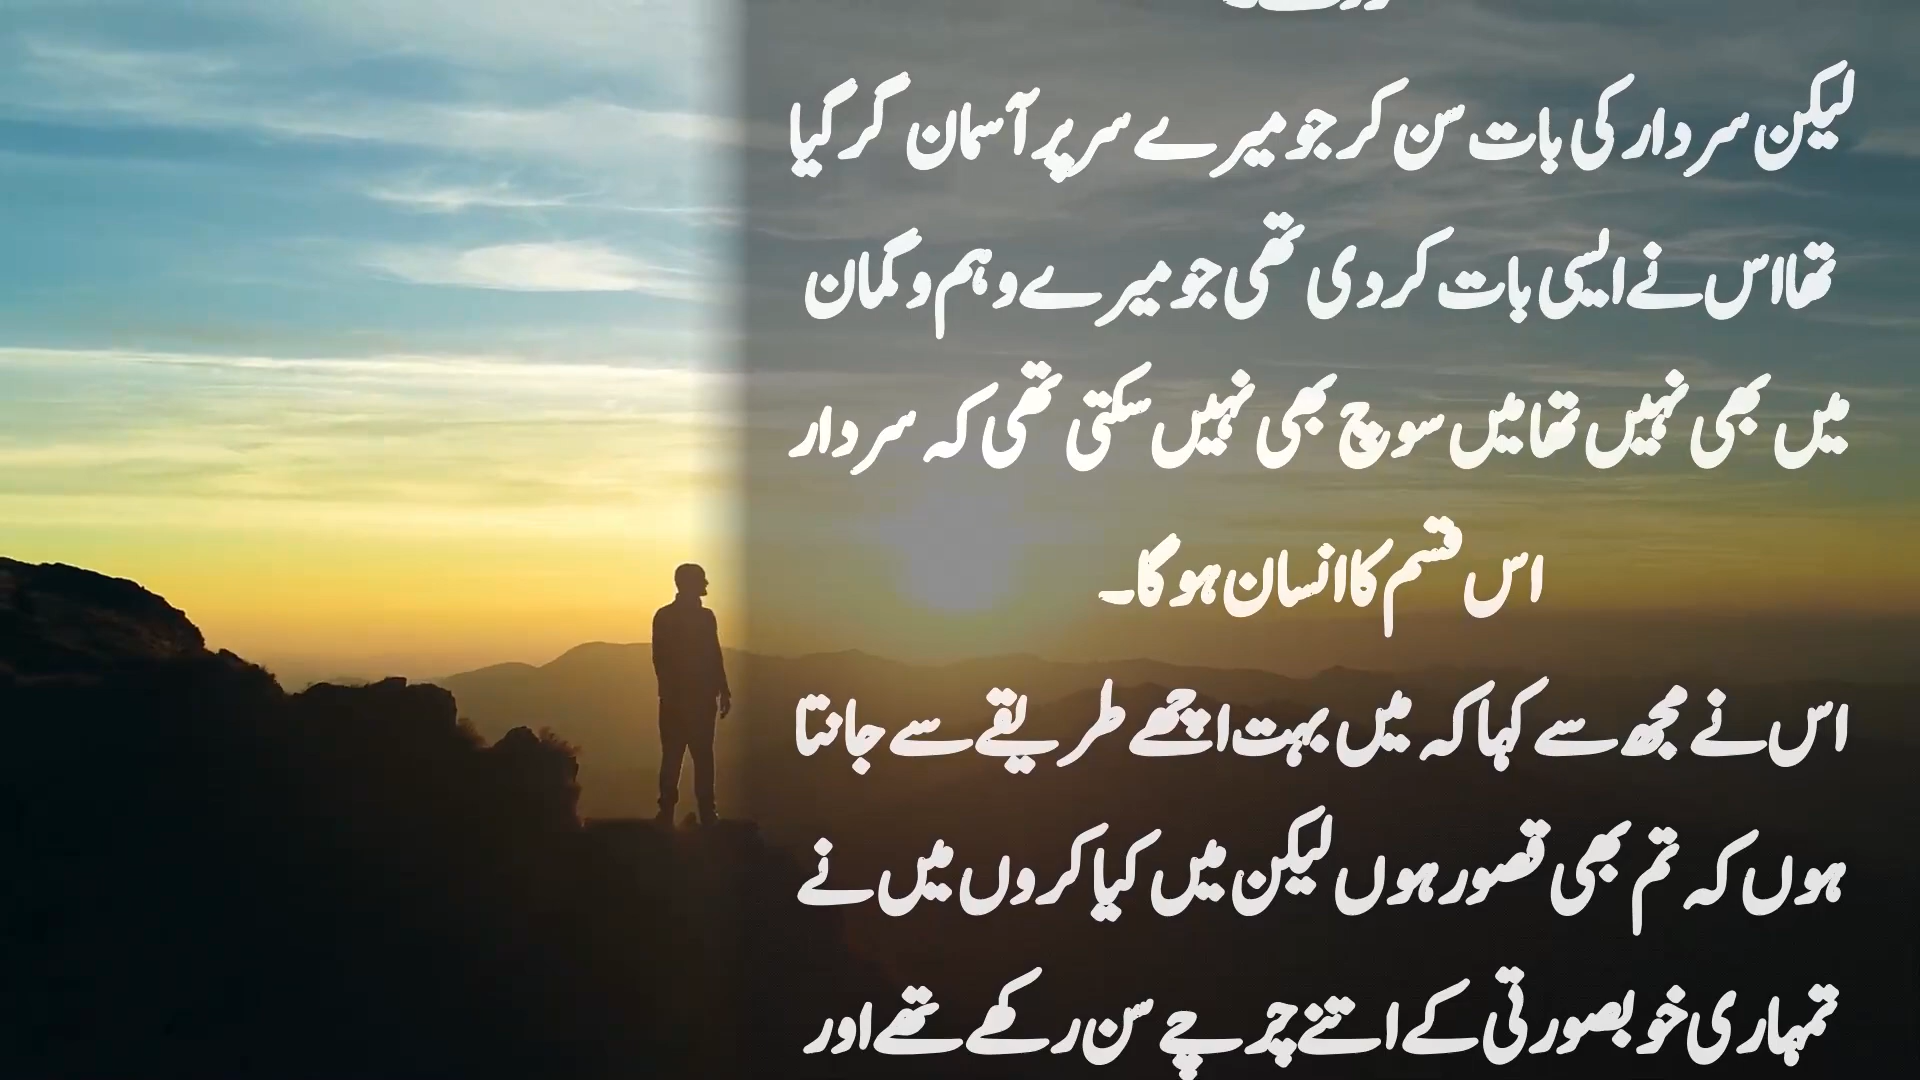 لیکن سردار کی بات سن کر جو میرے سر پر آسمان گر گیا
تھا اس نے ایسی بات کر دی تھی جو میرے وہم و گمان
میں بھی نہیں تھا میں سوچ بھی نہیں سکتی تھی کہ سردار
اس قسم کا انسان ہو گا۔
اس نے مجھ سے کہا کہ میں بہت اچھے طریقے سے جانتا
ہوں کہ تم بھی قصور ہوں لیکن میں کیا کروں میں نے
تمہاری خوبصورتی کے اتنے چرچے سن رکھے تھے اور